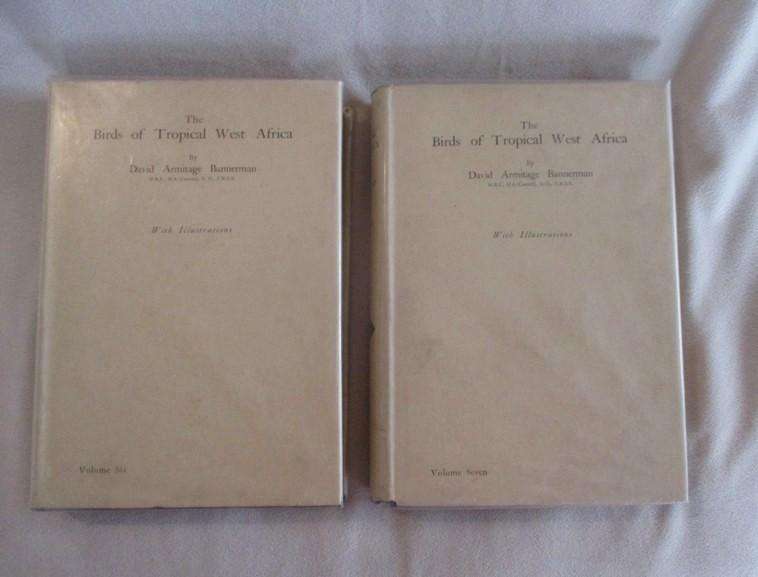 The
Birds of Tropical West Africa
by
David Armitage Bannerman
With Illustrations
Volume Six
The
Birds of Tropical West Africa
by
David Armitage Bannerman
With Illustrations
Volume Seven